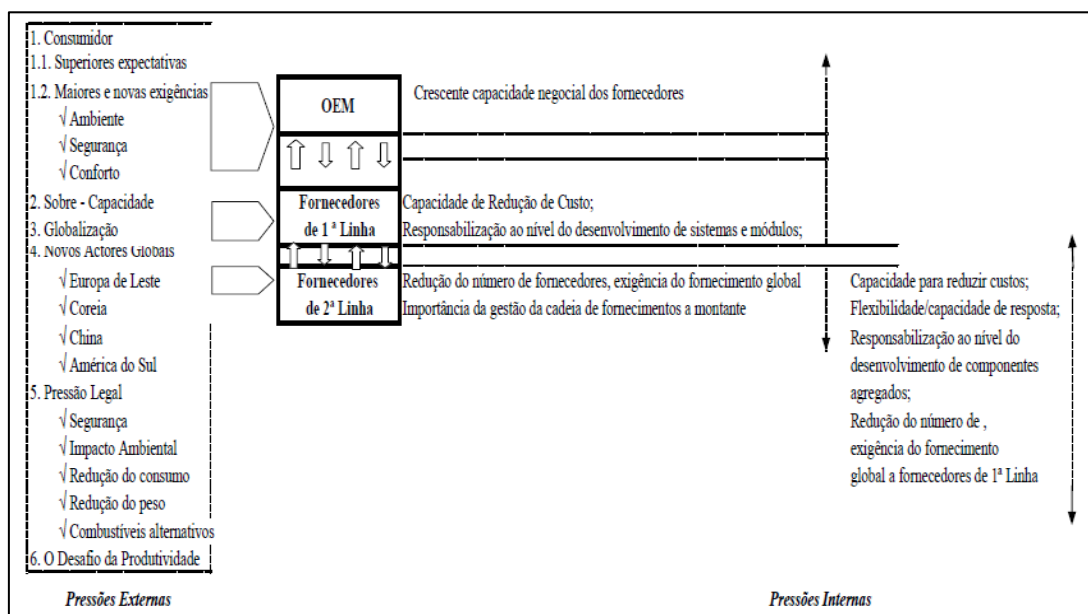 1. Consumidor
1.1. Superiores expectativas
1.2. Maiores e novas exigências
√ Ambiente
√ Segurança
√ Conforto
2. Sobre - Capacidade
3. Globalização
4. Novos Actores Globais
√ Europa de Leste
√ Coreia
√ China
√ América do Sul
5. Pressão Legal
√ Segurança
√ Impacto Ambiental
√ Redução do consumo
√ Redução do peso
√ Combustíveis alternativos
6. O Desafio da Produtividade
Pressões Externas
OEM
Fornecedores
de 1ª Linha
Fornecedores
de 2ª Linha
Crescente capacidade negocial dos fornecedores
Capacidade de Redução de Custo;
Responsabilização ao nível do desenvolvimento de sistemas e módulos;
Redução do número de fornecedores, exigência do fornecimento global
Importância da gestão da cadeia de fornecimentos a montante
Capacidade para reduzir custos;
Flexibilidade/capacidade de resposta;
Responsabilização ao nível do
desenvolvimento de componentes
agregados;
Redução do número de ,
exigência do fornecimento
global a fornecedores de 1ª Linha
Pressões Internas